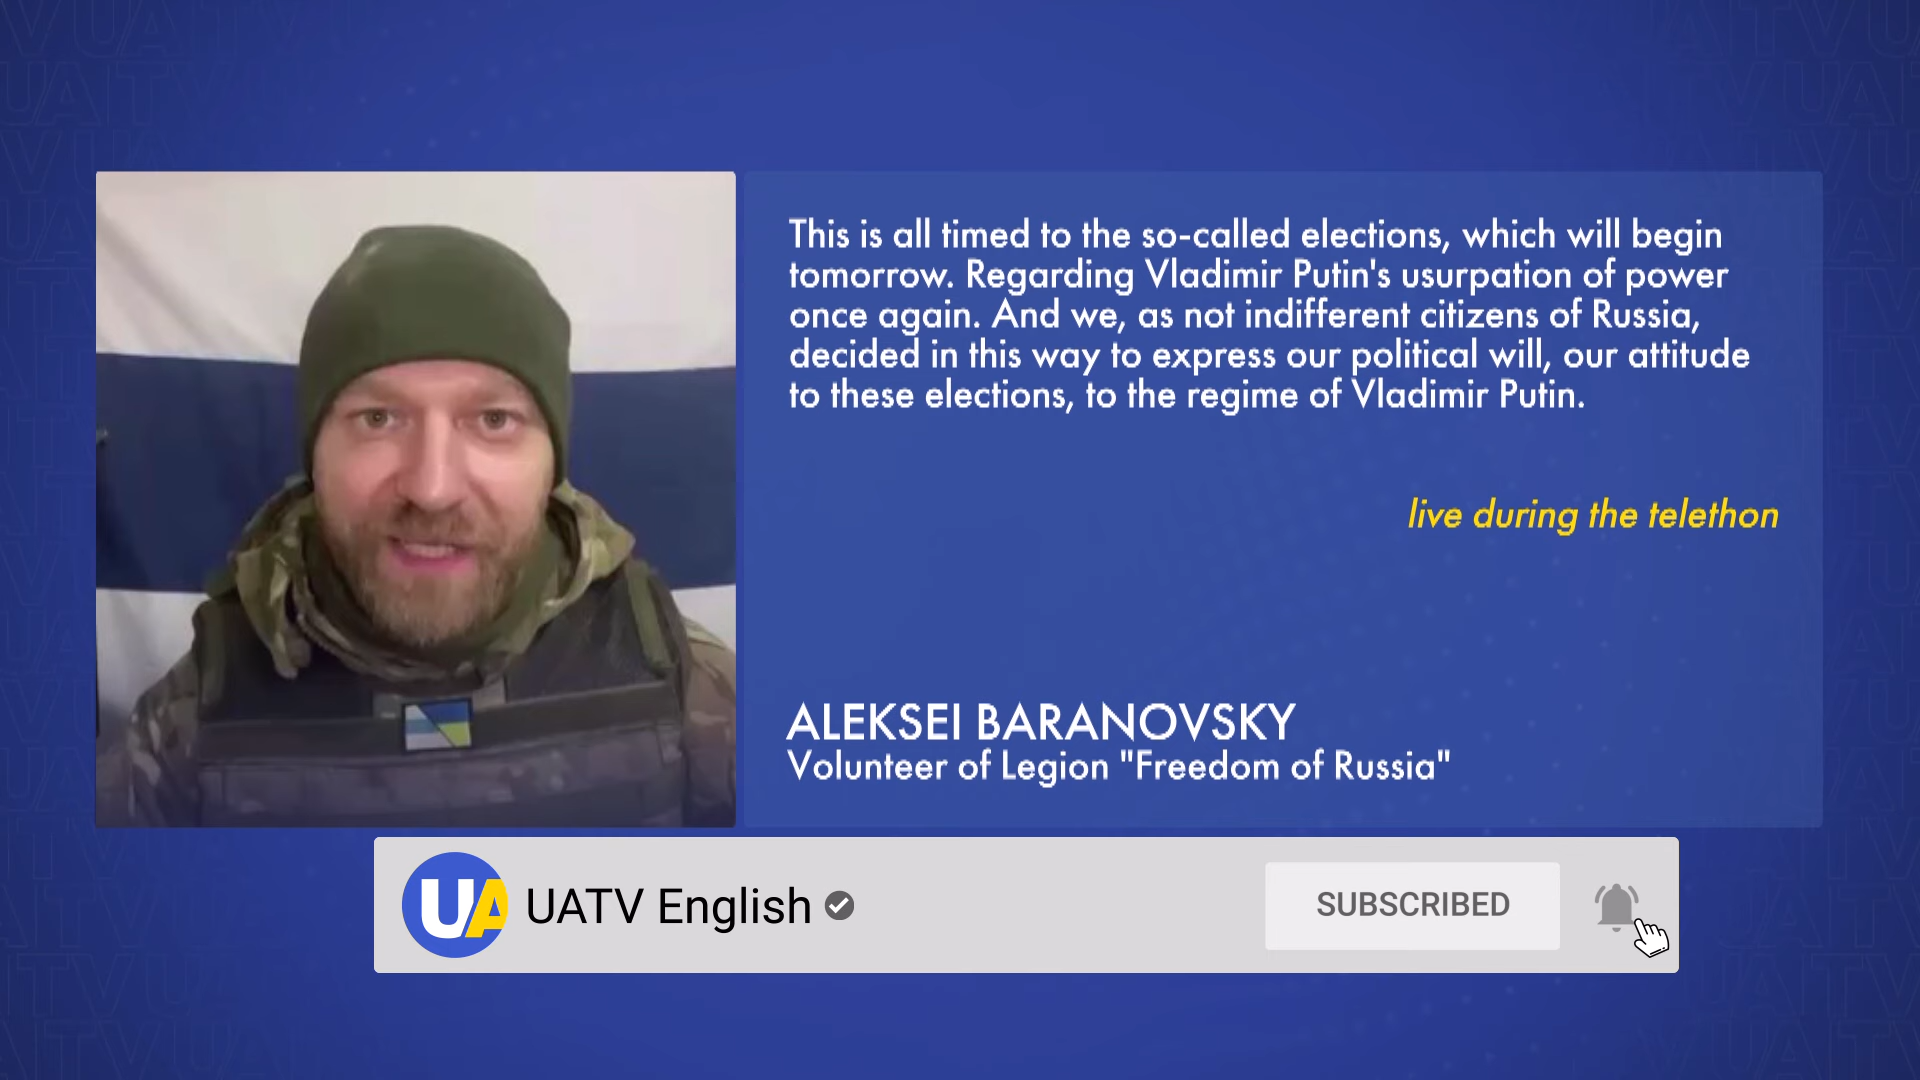 This is all timed to the so-called elections, which will begin
tomorrow. Regarding Vladimir Putin's usurpation of power
once again. And we, as not indifferent citizens of Russia,
decided in this way to express our political will, our attitude
to these elections, to the regime of Vladimir Putin.
live during the telethon
ALEKSEI BARANOVSKY
Volunteer of Legion "Freedom of Russia"
UA UATV English
SUBSCRIBED